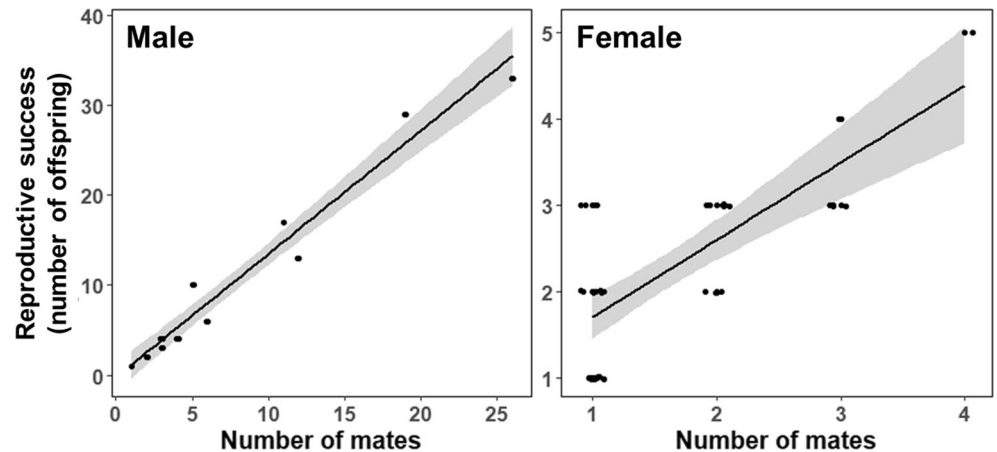 Male
Female
Reproductive success
(number of offspring)
40
30
20
10
0
0 5 10 15 20 25
Number of mates
5
4
3
2
1
1 2 3 4
Number of mates